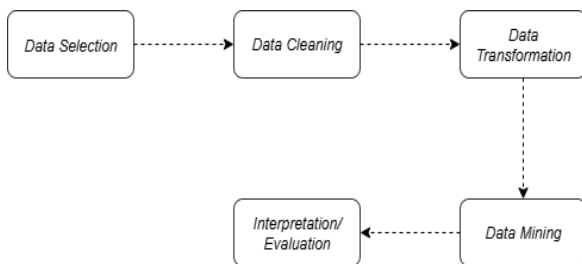 Data Selection
Data Cleaning
Data
Transformation
Data Mining
Interpretation/
Evaluation